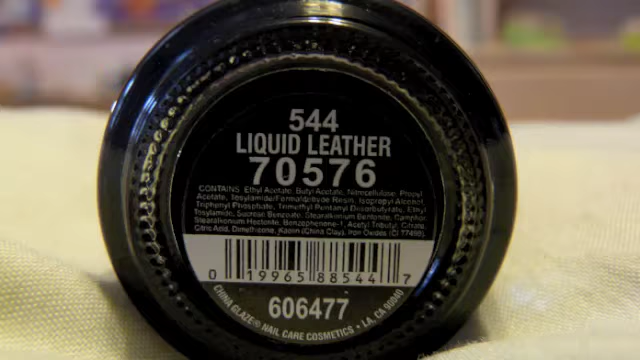 544
LIQUID LEATHER
70576
CONTAINS Ethyl Acetate, Butyl Acetate, Nitrocellulose, Propyl
Acetate, Tosylamide/Formaldehyde Resin, Isopropyl Alcohol,
Triphenyl Phosphate, Trimethyl Pentanyl Diisobutyrate, Ethyl
Tosylamide, Sucrose Benzoate, Stearalkonium Bentonite, Camphor,
Stearalkonium Hectorite, Benzophenone-1, Acetyl Tributyl Citrate,
Citric Acid, Dimethicone, Kaolin (China Clay), Iron Oxides (CI 77499)
0 19965 88544 7
606477
CHINA GLAZE® NAIL CARE COSMETICS • LA, CA 90040